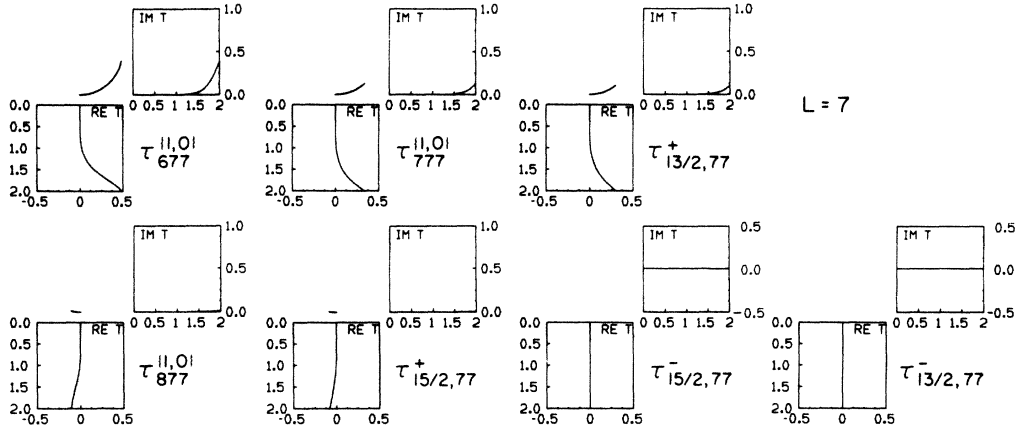 IM T 1.0 IM T 1.0 IM T 1.0
0.5 0.5 0.5
0.0 0.0 0.0
0 0.5 1 1.5 2 0 0.5 1 1.5 2 0 0.5 1 1.5 2
L = 7
0.0 RE T 0.0 RE T 0.0 RE T
0.5 0.5 0.5
1.0 1.0 1.0
τ^{|1,0|}_{677} τ^{|1,0|}_{777} τ^{+}_{13/2,77}
1.5 1.5 1.5
2.0 2.0 2.0
-0.5 0 0.5 -0.5 0 0.5 -0.5 0 0.5
IM T 1.0 IM T 1.0 IM T 0.5 IM T 0.5
0.5 0.5 0.0 0.0
0.0 0.0 -0.5 -0.5
0 0.5 1 1.5 2 0 0.5 1 1.5 2 0 0.5 1 1.5 2 0 0.5 1 1.5 2
0.0 RE T 0.0 RE T 0.0 RE T 0.0 RE T
0.5 0.5 0.5 0.5
1.0 1.0 1.0 1.0
τ^{|1,0|}_{877} τ^{+}_{15/2,77} τ^{-}_{15/2,77} τ^{-}_{13/2,77}
1.5 1.5 1.5 1.5
2.0 2.0 2.0 2.0
-0.5 0 0.5 -0.5 0 0.5 -0.5 0 0.5 -0.5 0 0.5